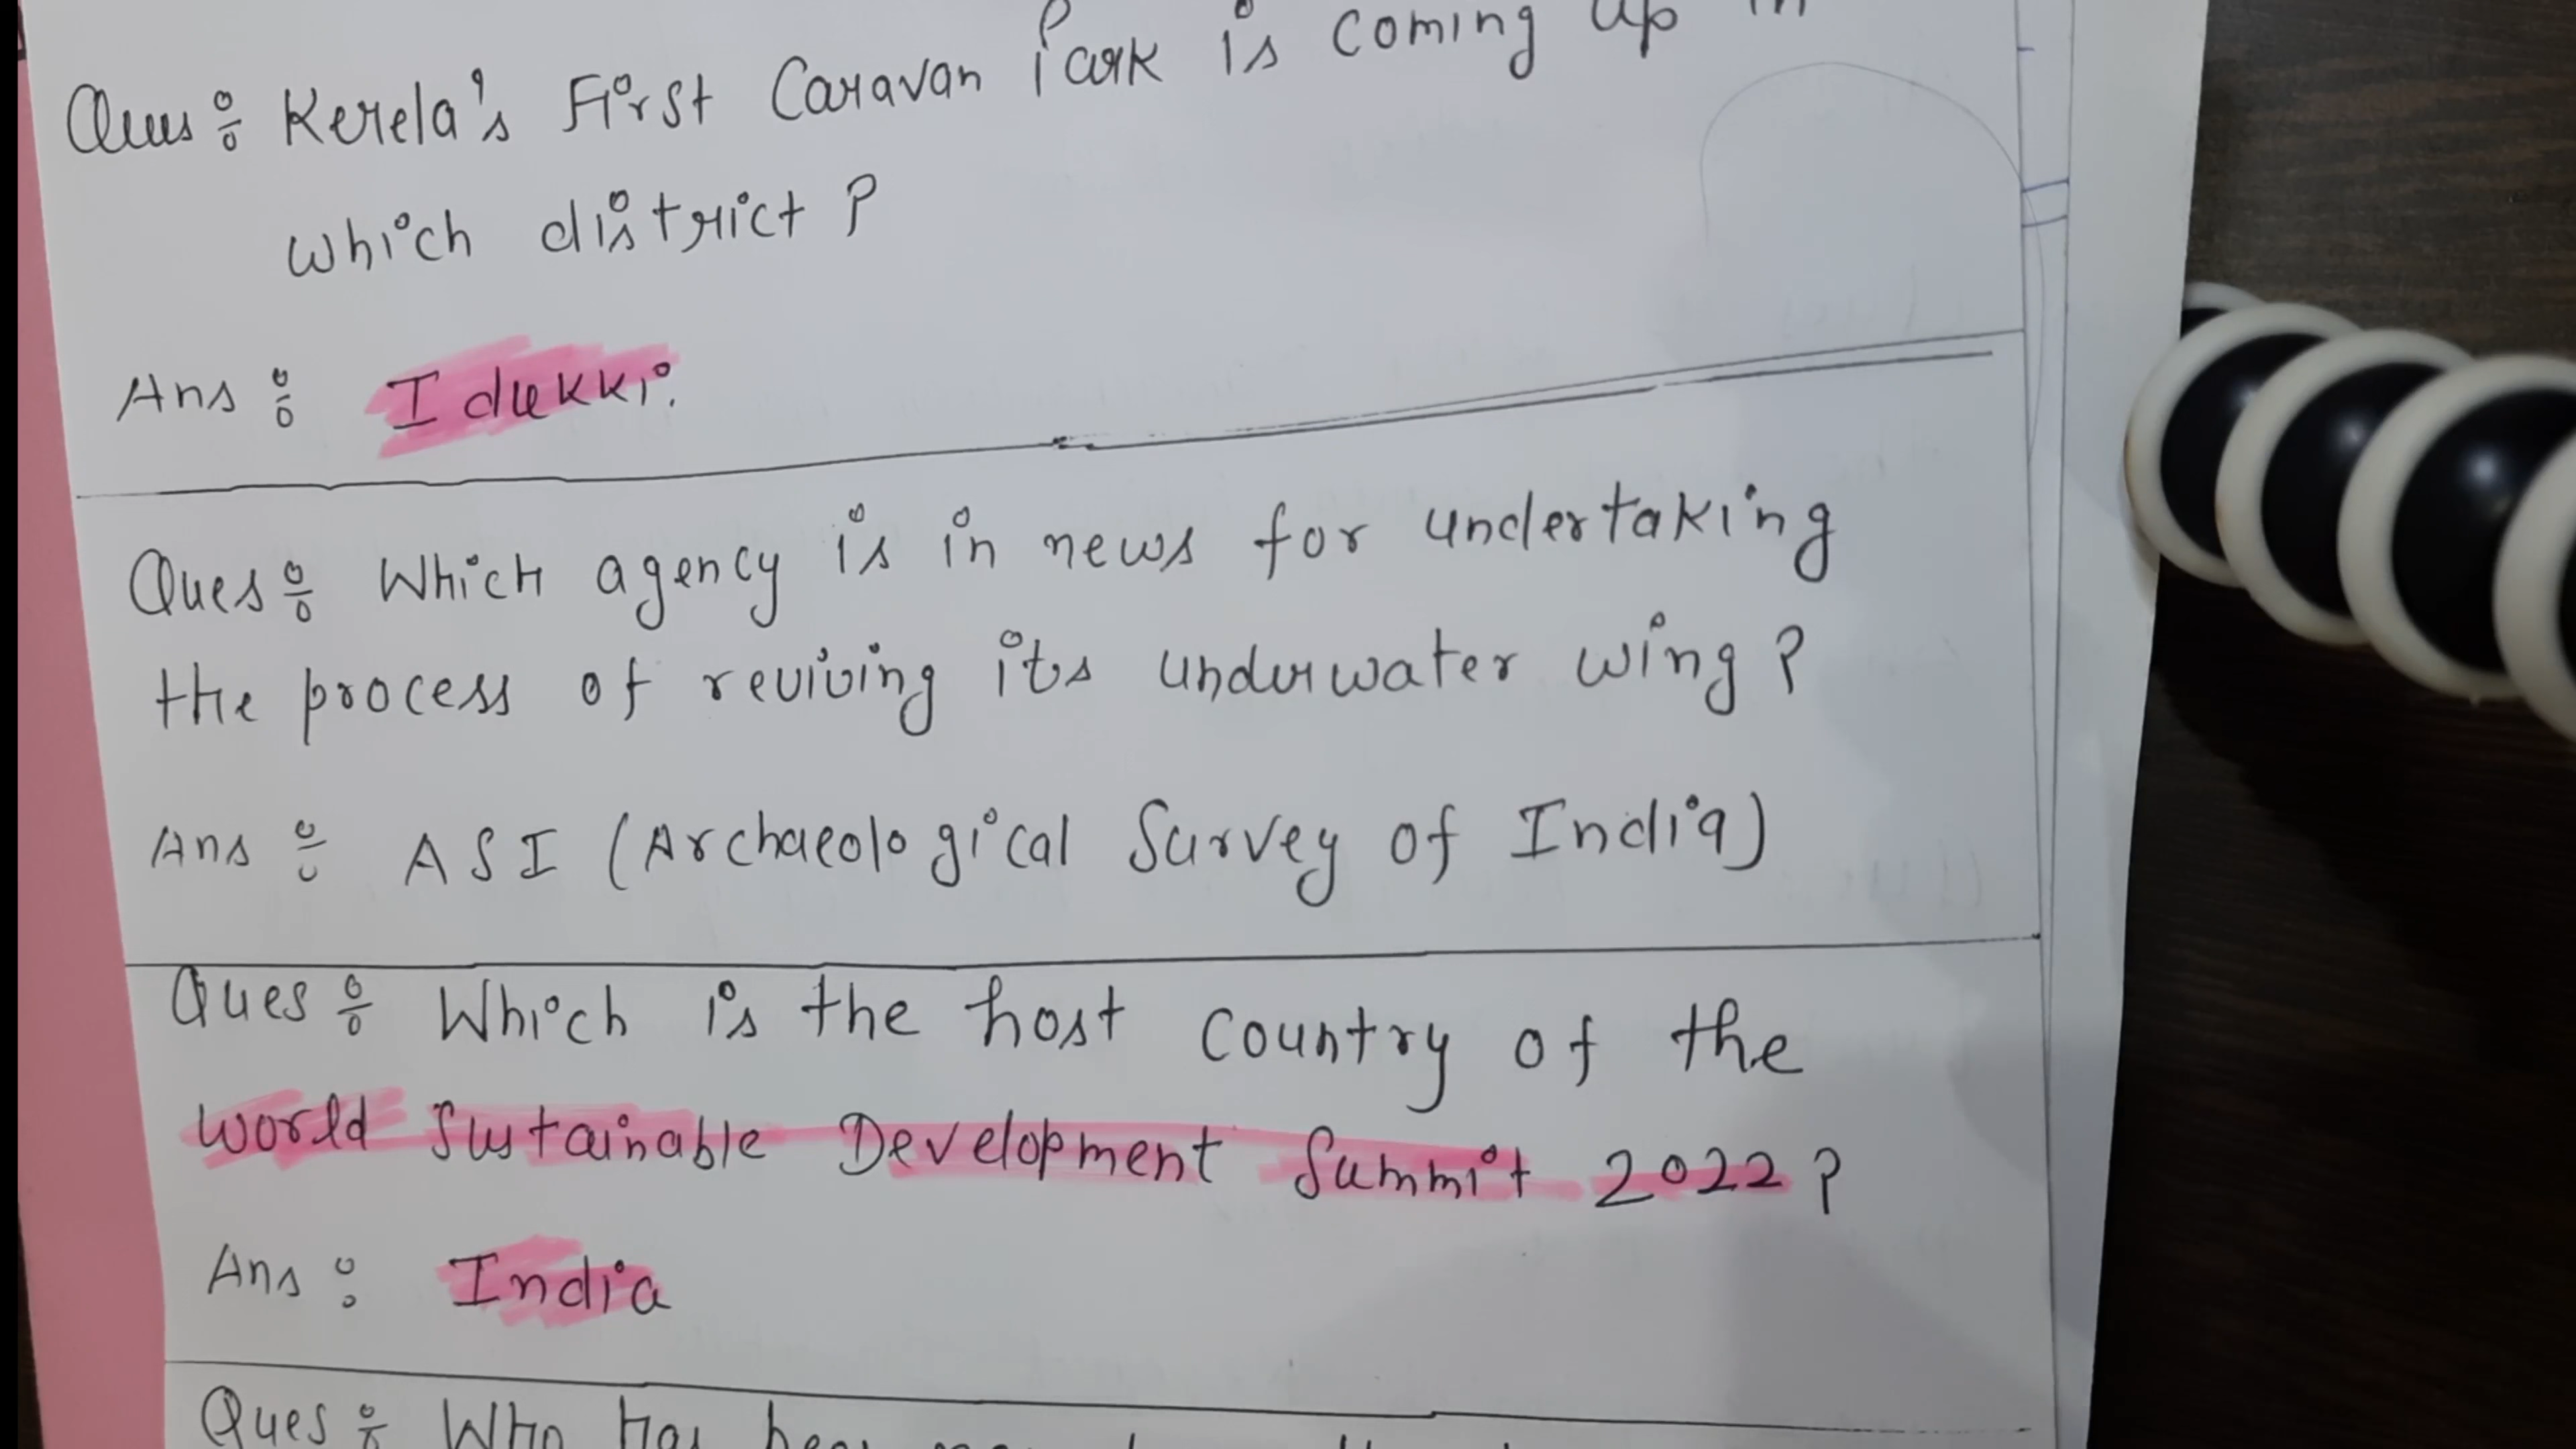 Ques: Kerela's First Caravan Park is coming up in
which district?
Ans: Idukki.
Ques: Which agency is in news for undertaking
the process of reviving its underwater wing?
Ans: ASI (Archaeological Survey of India)
Ques: Which is the host country of the
world Sustainable Development Summit 2022?
Ans: India
Ques: Who has